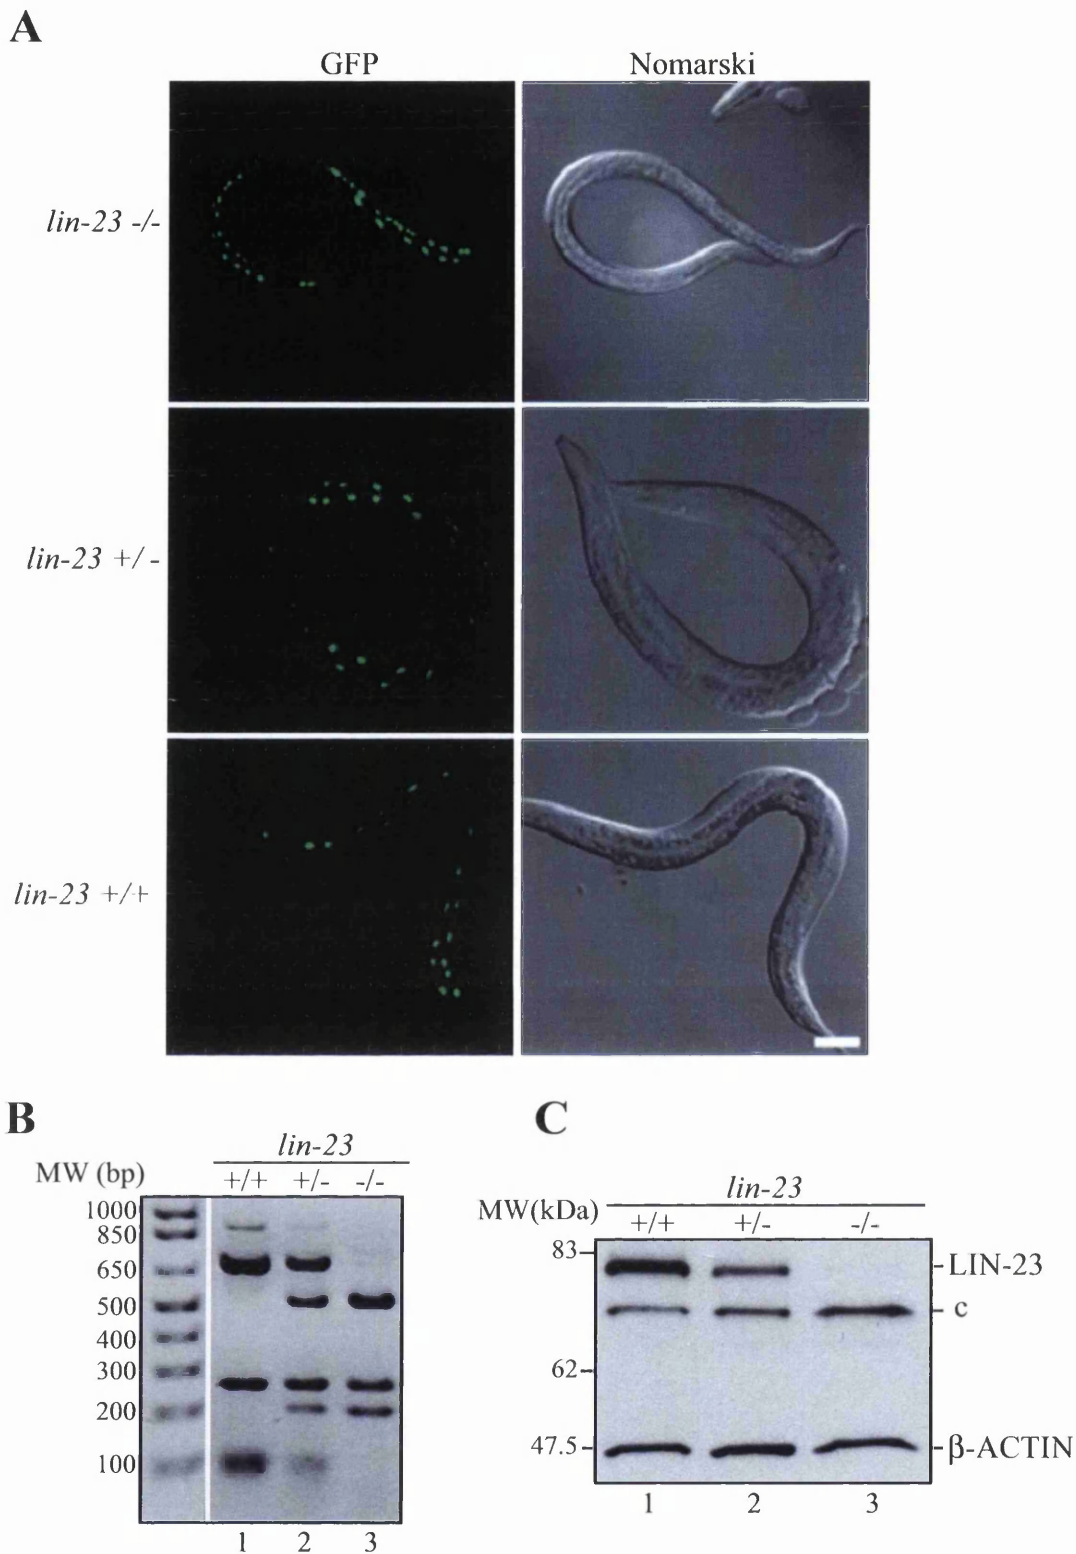 A
GFP Nomarski
lin-23 -/-
lin-23 +/-
lin-23 +/+
B
lin-23
MW (bp) +/+ +/- -/-
1000
850
650
500
400
300
200
100
1 2 3
C
lin-23
MW(kDa) +/+ +/- -/-
83 -LIN-23
- c
62
47.5 -β-ACTIN
1 2 3